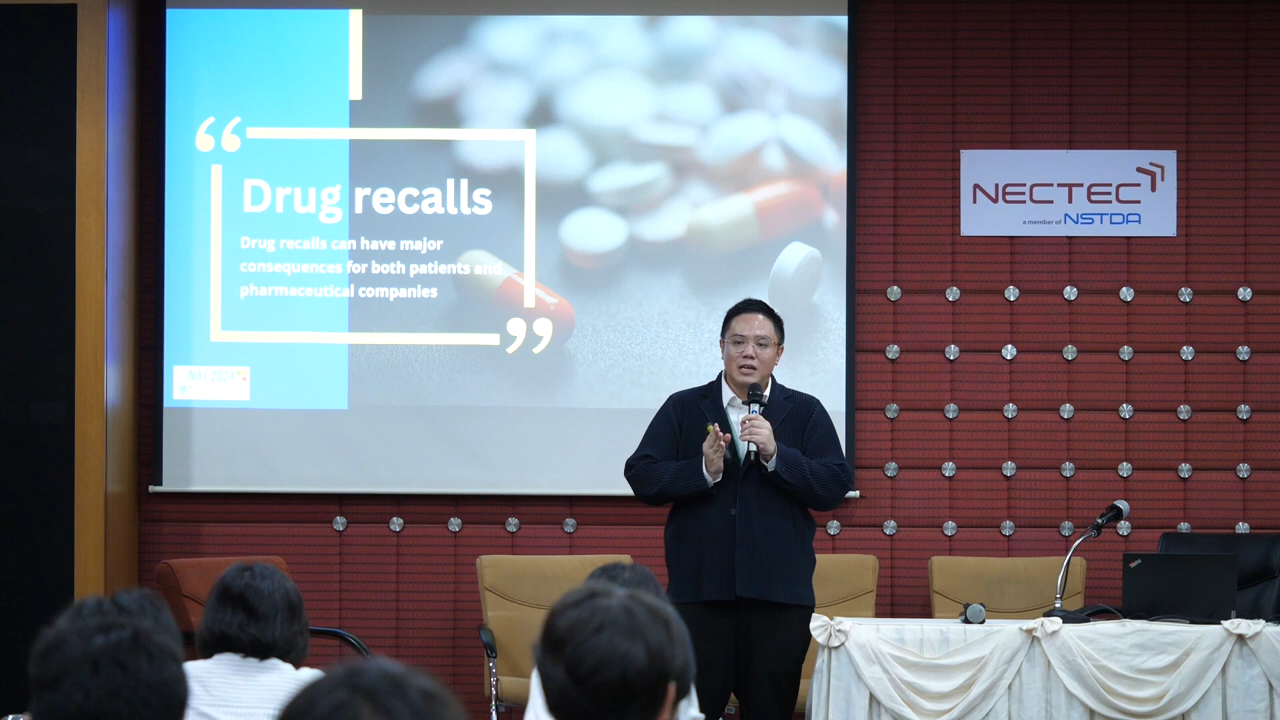 Drug recalls
Drug recalls can have major
consequences for both patients and
pharmaceutical companies
NECTEC
a member of NSTDA